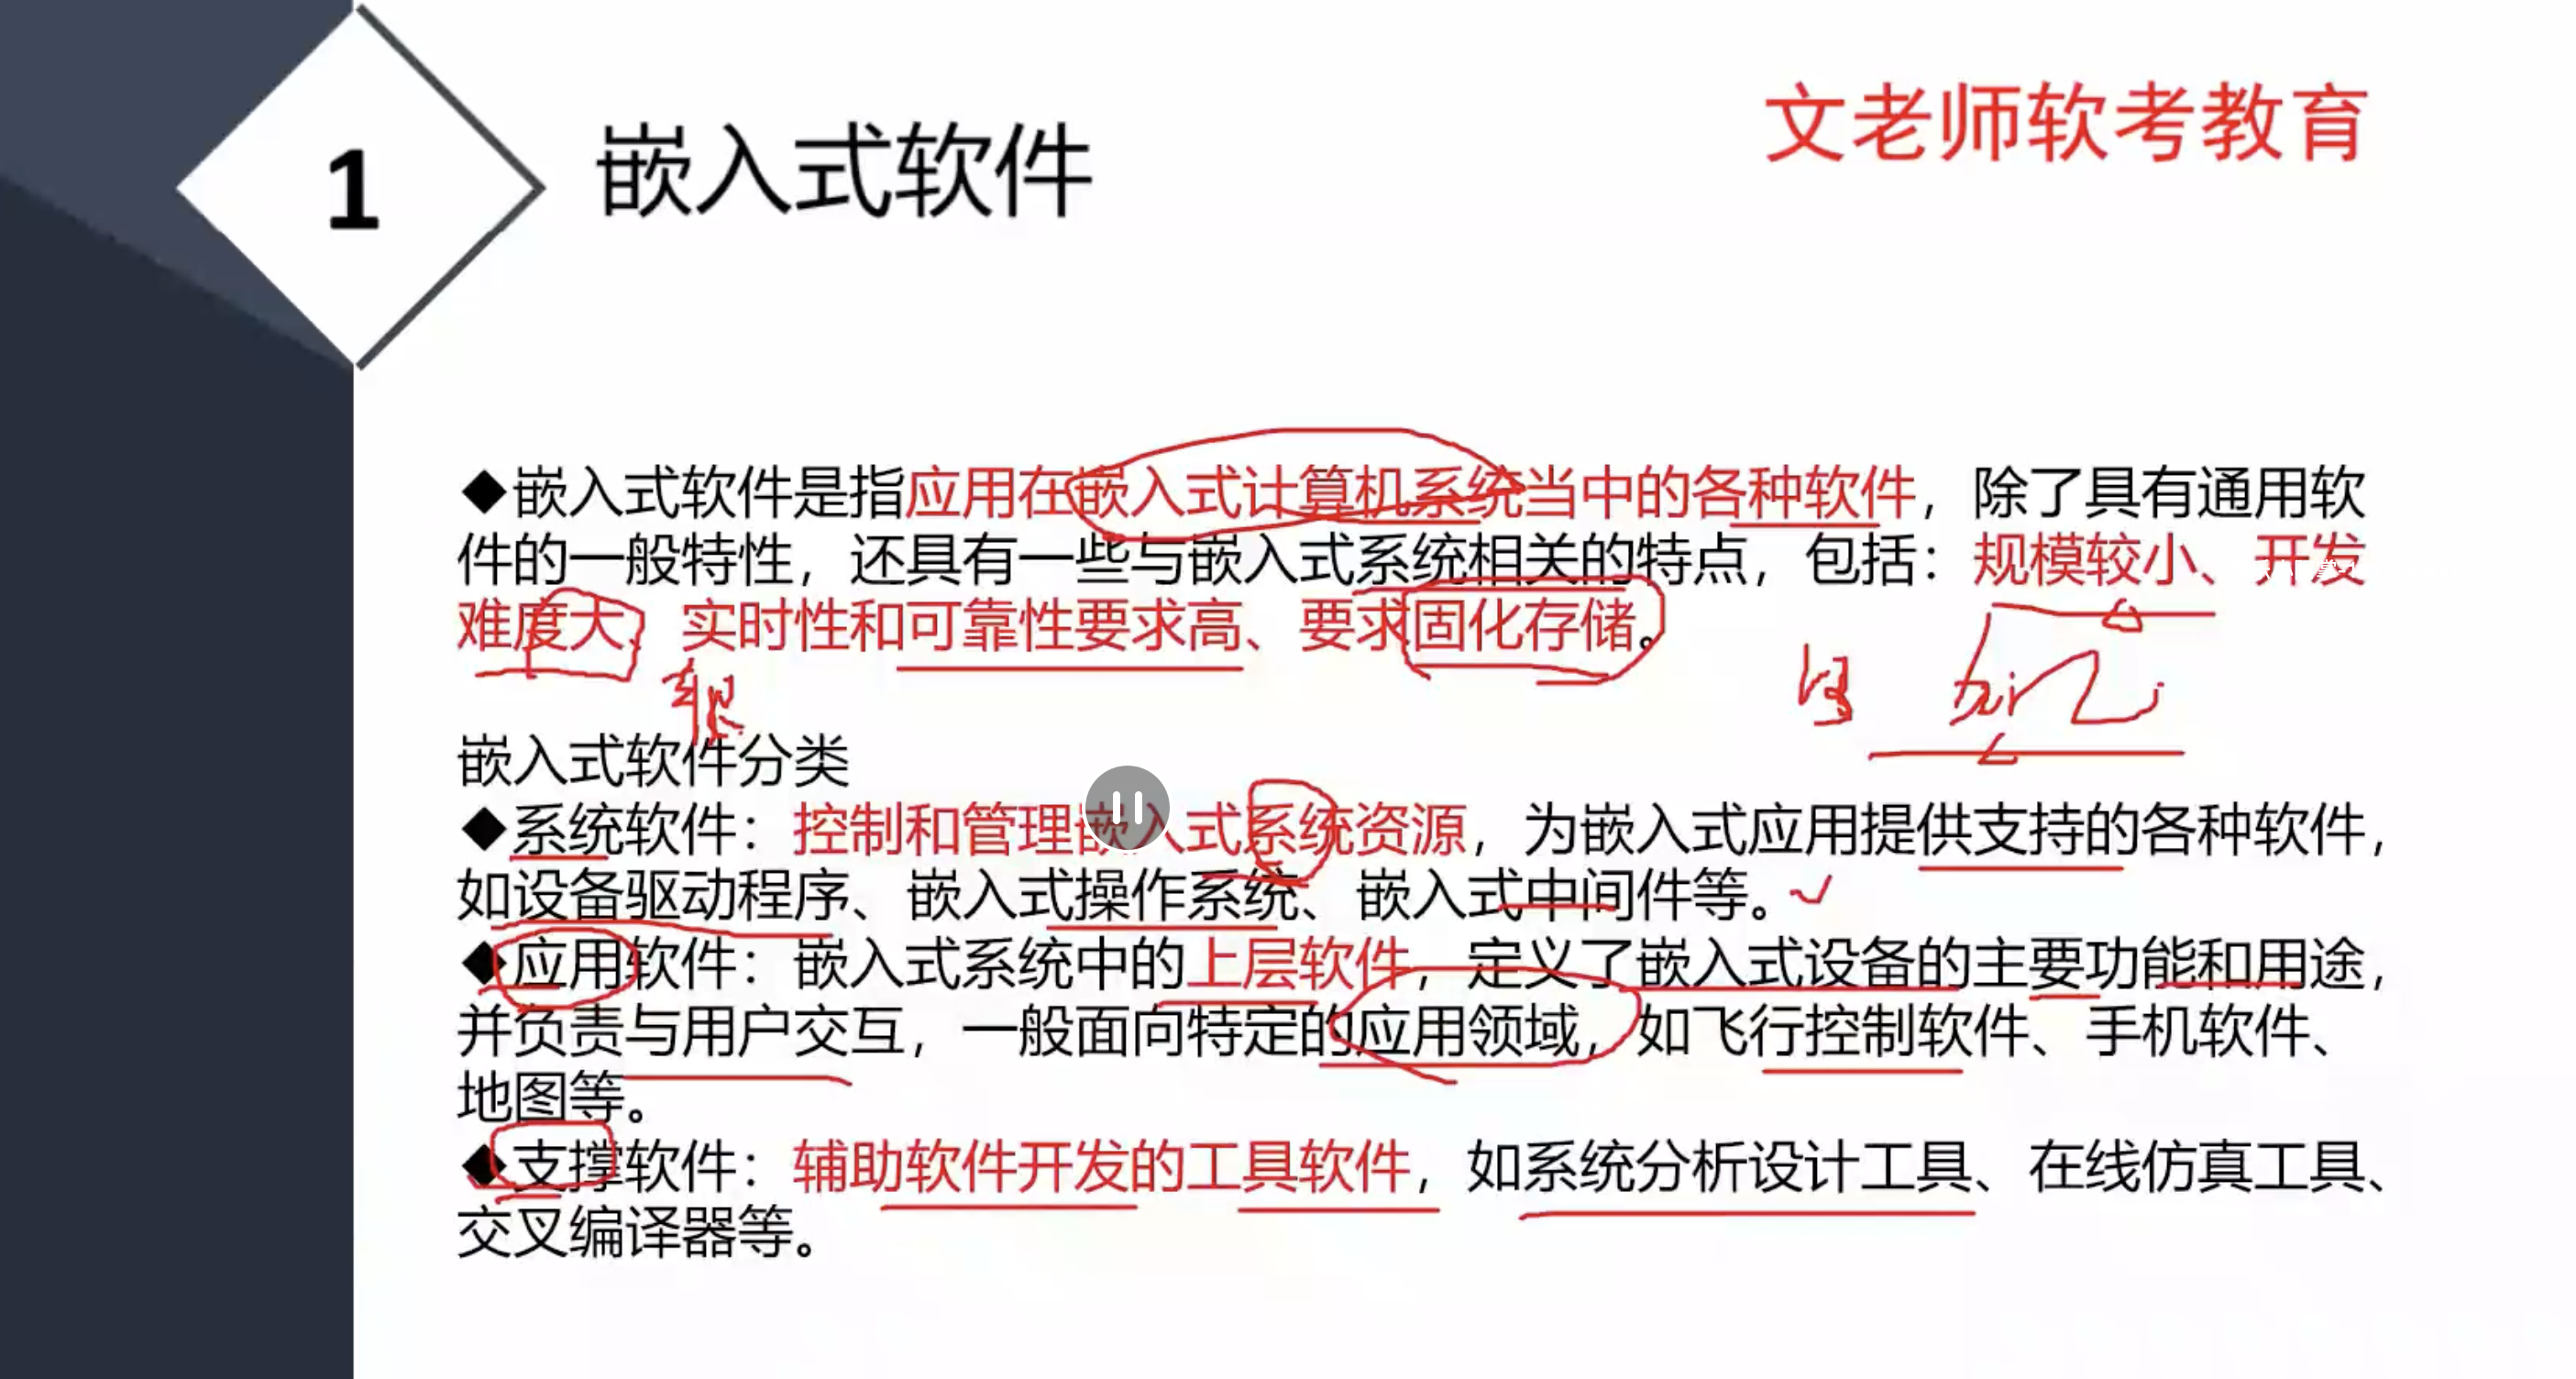 1
嵌入式软件
文老师软考教育
◆嵌入式软件是指应用在嵌入式计算机系统当中的各种软件，除了具有通用软
件的一般特性，还具有一些与嵌入式系统相关的特点，包括：规模较小、开发
难度大、实时性和可靠性要求高、要求固化存储。
嵌入式软件分类
◆系统软件：控制和管理嵌入式系统资源，为嵌入式应用提供支持的各种软件，
如设备驱动程序、嵌入式操作系统、嵌入式中间件等。
◆应用软件：嵌入式系统中的上层软件，定义了嵌入式设备的主要功能和用途，
并负责与用户交互，一般面向特定的应用领域，如飞行控制软件、手机软件、
地图等。
◆支撑软件：辅助软件开发的工具软件，如系统分析设计工具、在线仿真工具、
交叉编译器等。